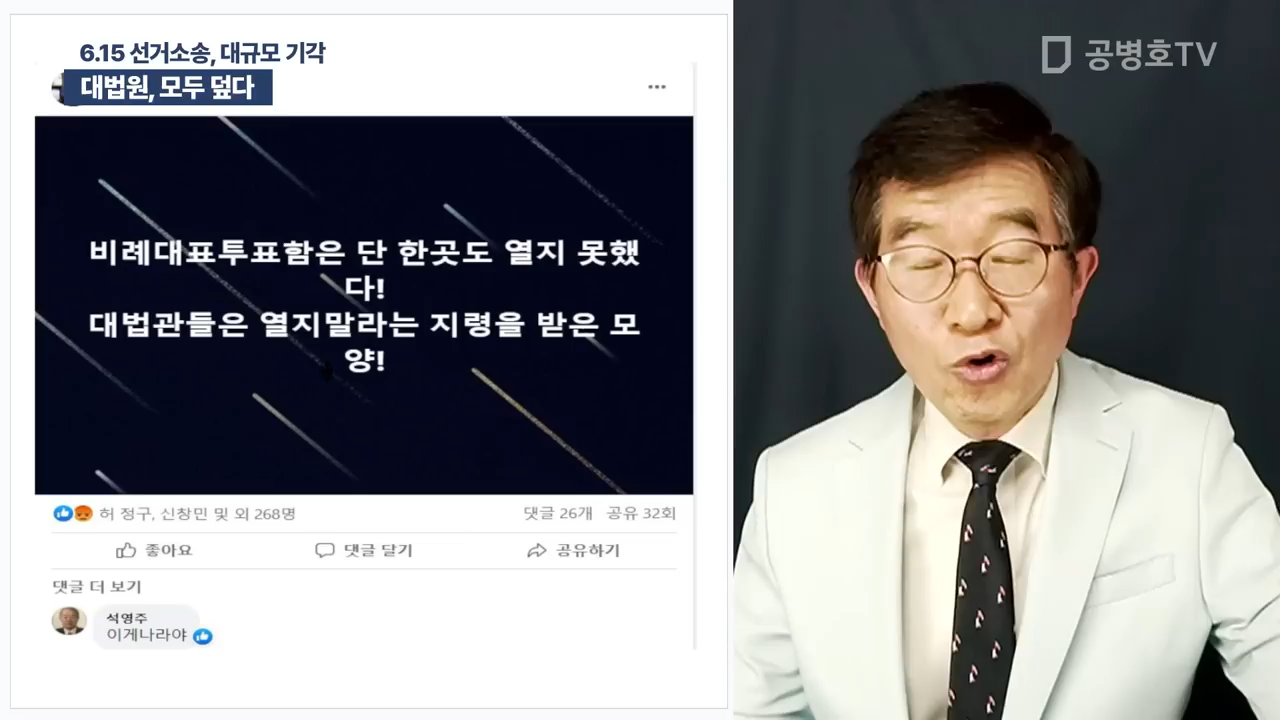 6.15 선거소송, 대규모 기각
대법원, 모두 덮다
공병호TV
비례대표투표함은 단 한곳도 열지 못했
다!
대법관들은 열지말라는 지령을 받은 모
양!
허 정구, 신창민 및 외 268명
댓글 26개 공유 32회
좋아요 댓글 달기 공유하기
댓글 더 보기
석영주
이게나라야